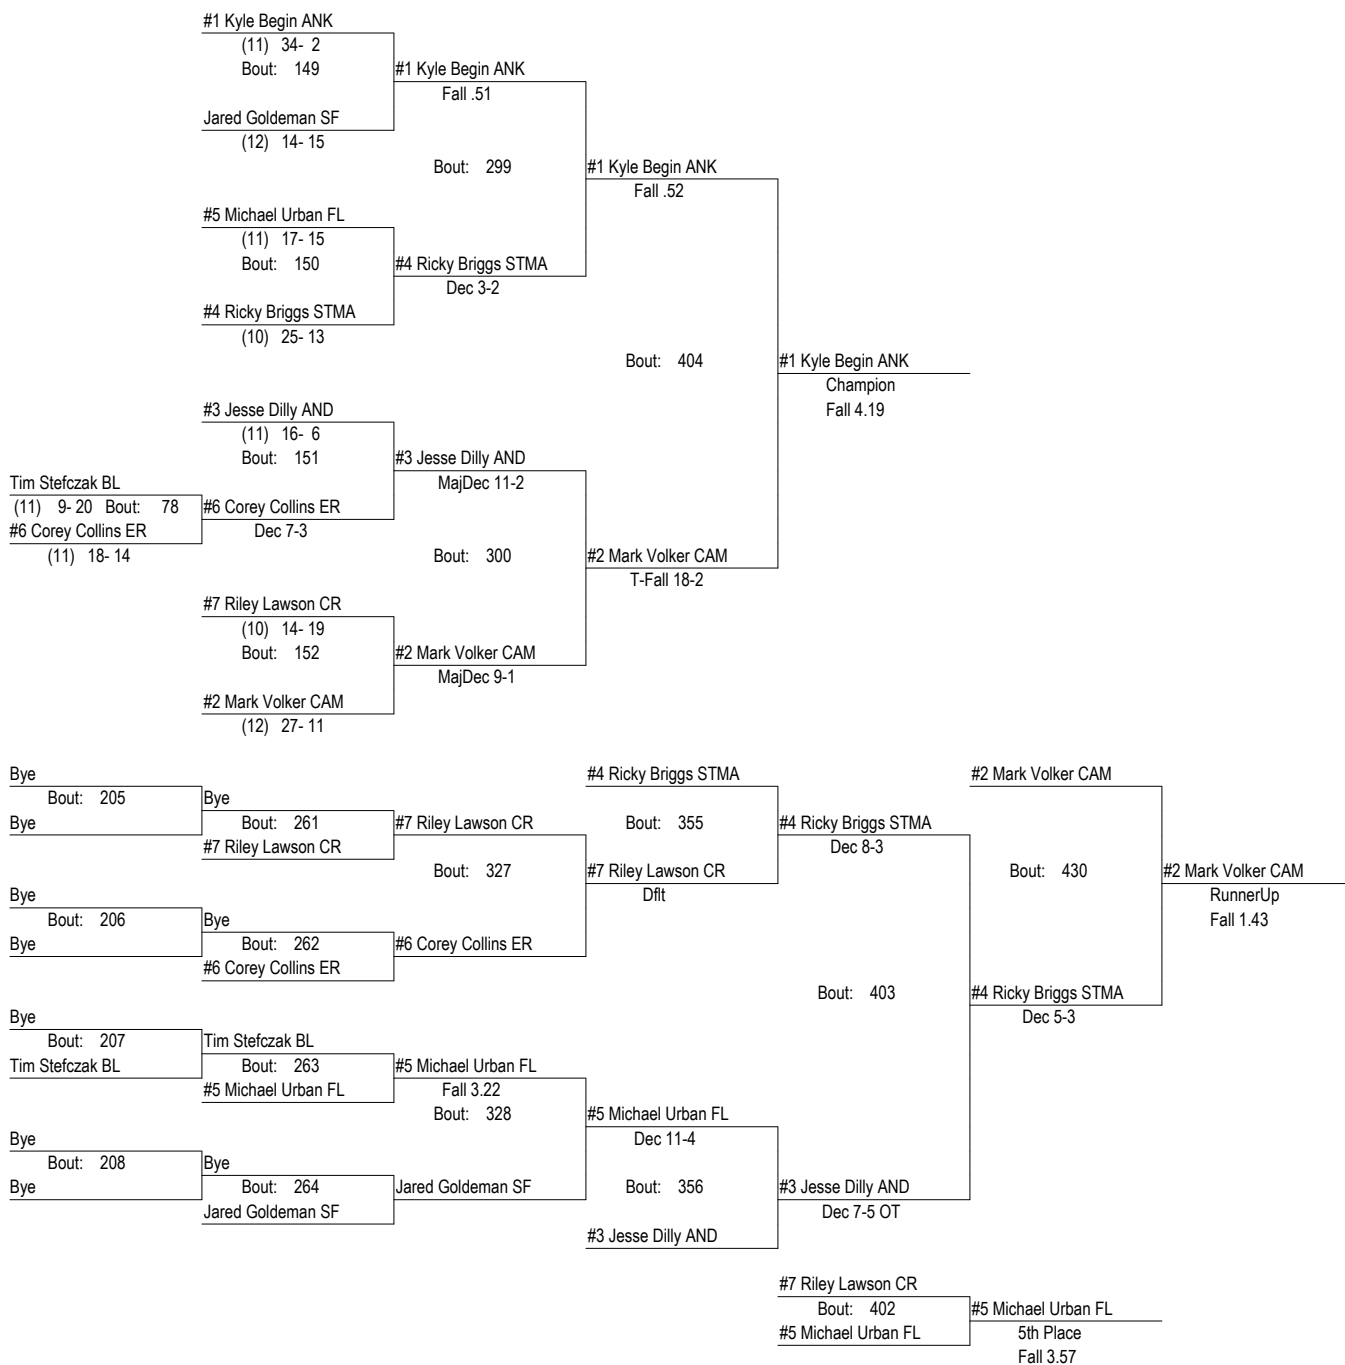 #1 Kyle Begin ANK
(11) 34- 2
Bout: 149
#1 Kyle Begin ANK
Fall .51
Jared Goldeman SF
(12) 14- 15
Bout: 299
#1 Kyle Begin ANK
Fall .52
#5 Michael Urban FL
(11) 17- 15
Bout: 150
#4 Ricky Briggs STMA
Dec 3-2
#4 Ricky Briggs STMA
(10) 25- 13
Bout: 404
#1 Kyle Begin ANK
Champion
Fall 4.19
#3 Jesse Dilly AND
(11) 16- 6
Bout: 151
#3 Jesse Dilly AND
MajDec 11-2
Tim Stefczak BL
(11) 9- 20 Bout: 78
#6 Corey Collins ER
#6 Corey Collins ER
Dec 7-3
(11) 18- 14
Bout: 300
#2 Mark Volker CAM
T-Fall 18-2
#7 Riley Lawson CR
(10) 14- 19
Bout: 152
#2 Mark Volker CAM
MajDec 9-1
#2 Mark Volker CAM
(12) 27- 11
Bye
#4 Ricky Briggs STMA
#2 Mark Volker CAM
Bout: 205
Bye
Bye
Bout: 261
#7 Riley Lawson CR
#7 Riley Lawson CR
Bout: 355
#4 Ricky Briggs STMA
Dec 8-3
Bout: 327
#7 Riley Lawson CR
Dflt
Bout: 430
#2 Mark Volker CAM
RunnerUp
Fall 1.43
Bye
Bout: 206
Bye
Bye
Bout: 262
#6 Corey Collins ER
#6 Corey Collins ER
Bout: 403
#4 Ricky Briggs STMA
Dec 5-3
Bye
Bout: 207
Tim Stefczak BL
Tim Stefczak BL
Bout: 263
#5 Michael Urban FL
#5 Michael Urban FL
Fall 3.22
Bout: 328
#5 Michael Urban FL
Dec 11-4
Bye
Bout: 208
Bye
Bye
Bout: 264
Jared Goldeman SF
Jared Goldeman SF
Bout: 356
#3 Jesse Dilly AND
Dec 7-5 OT
#3 Jesse Dilly AND
#7 Riley Lawson CR
Bout: 402
#5 Michael Urban FL
#5 Michael Urban FL
5th Place
Fall 3.57